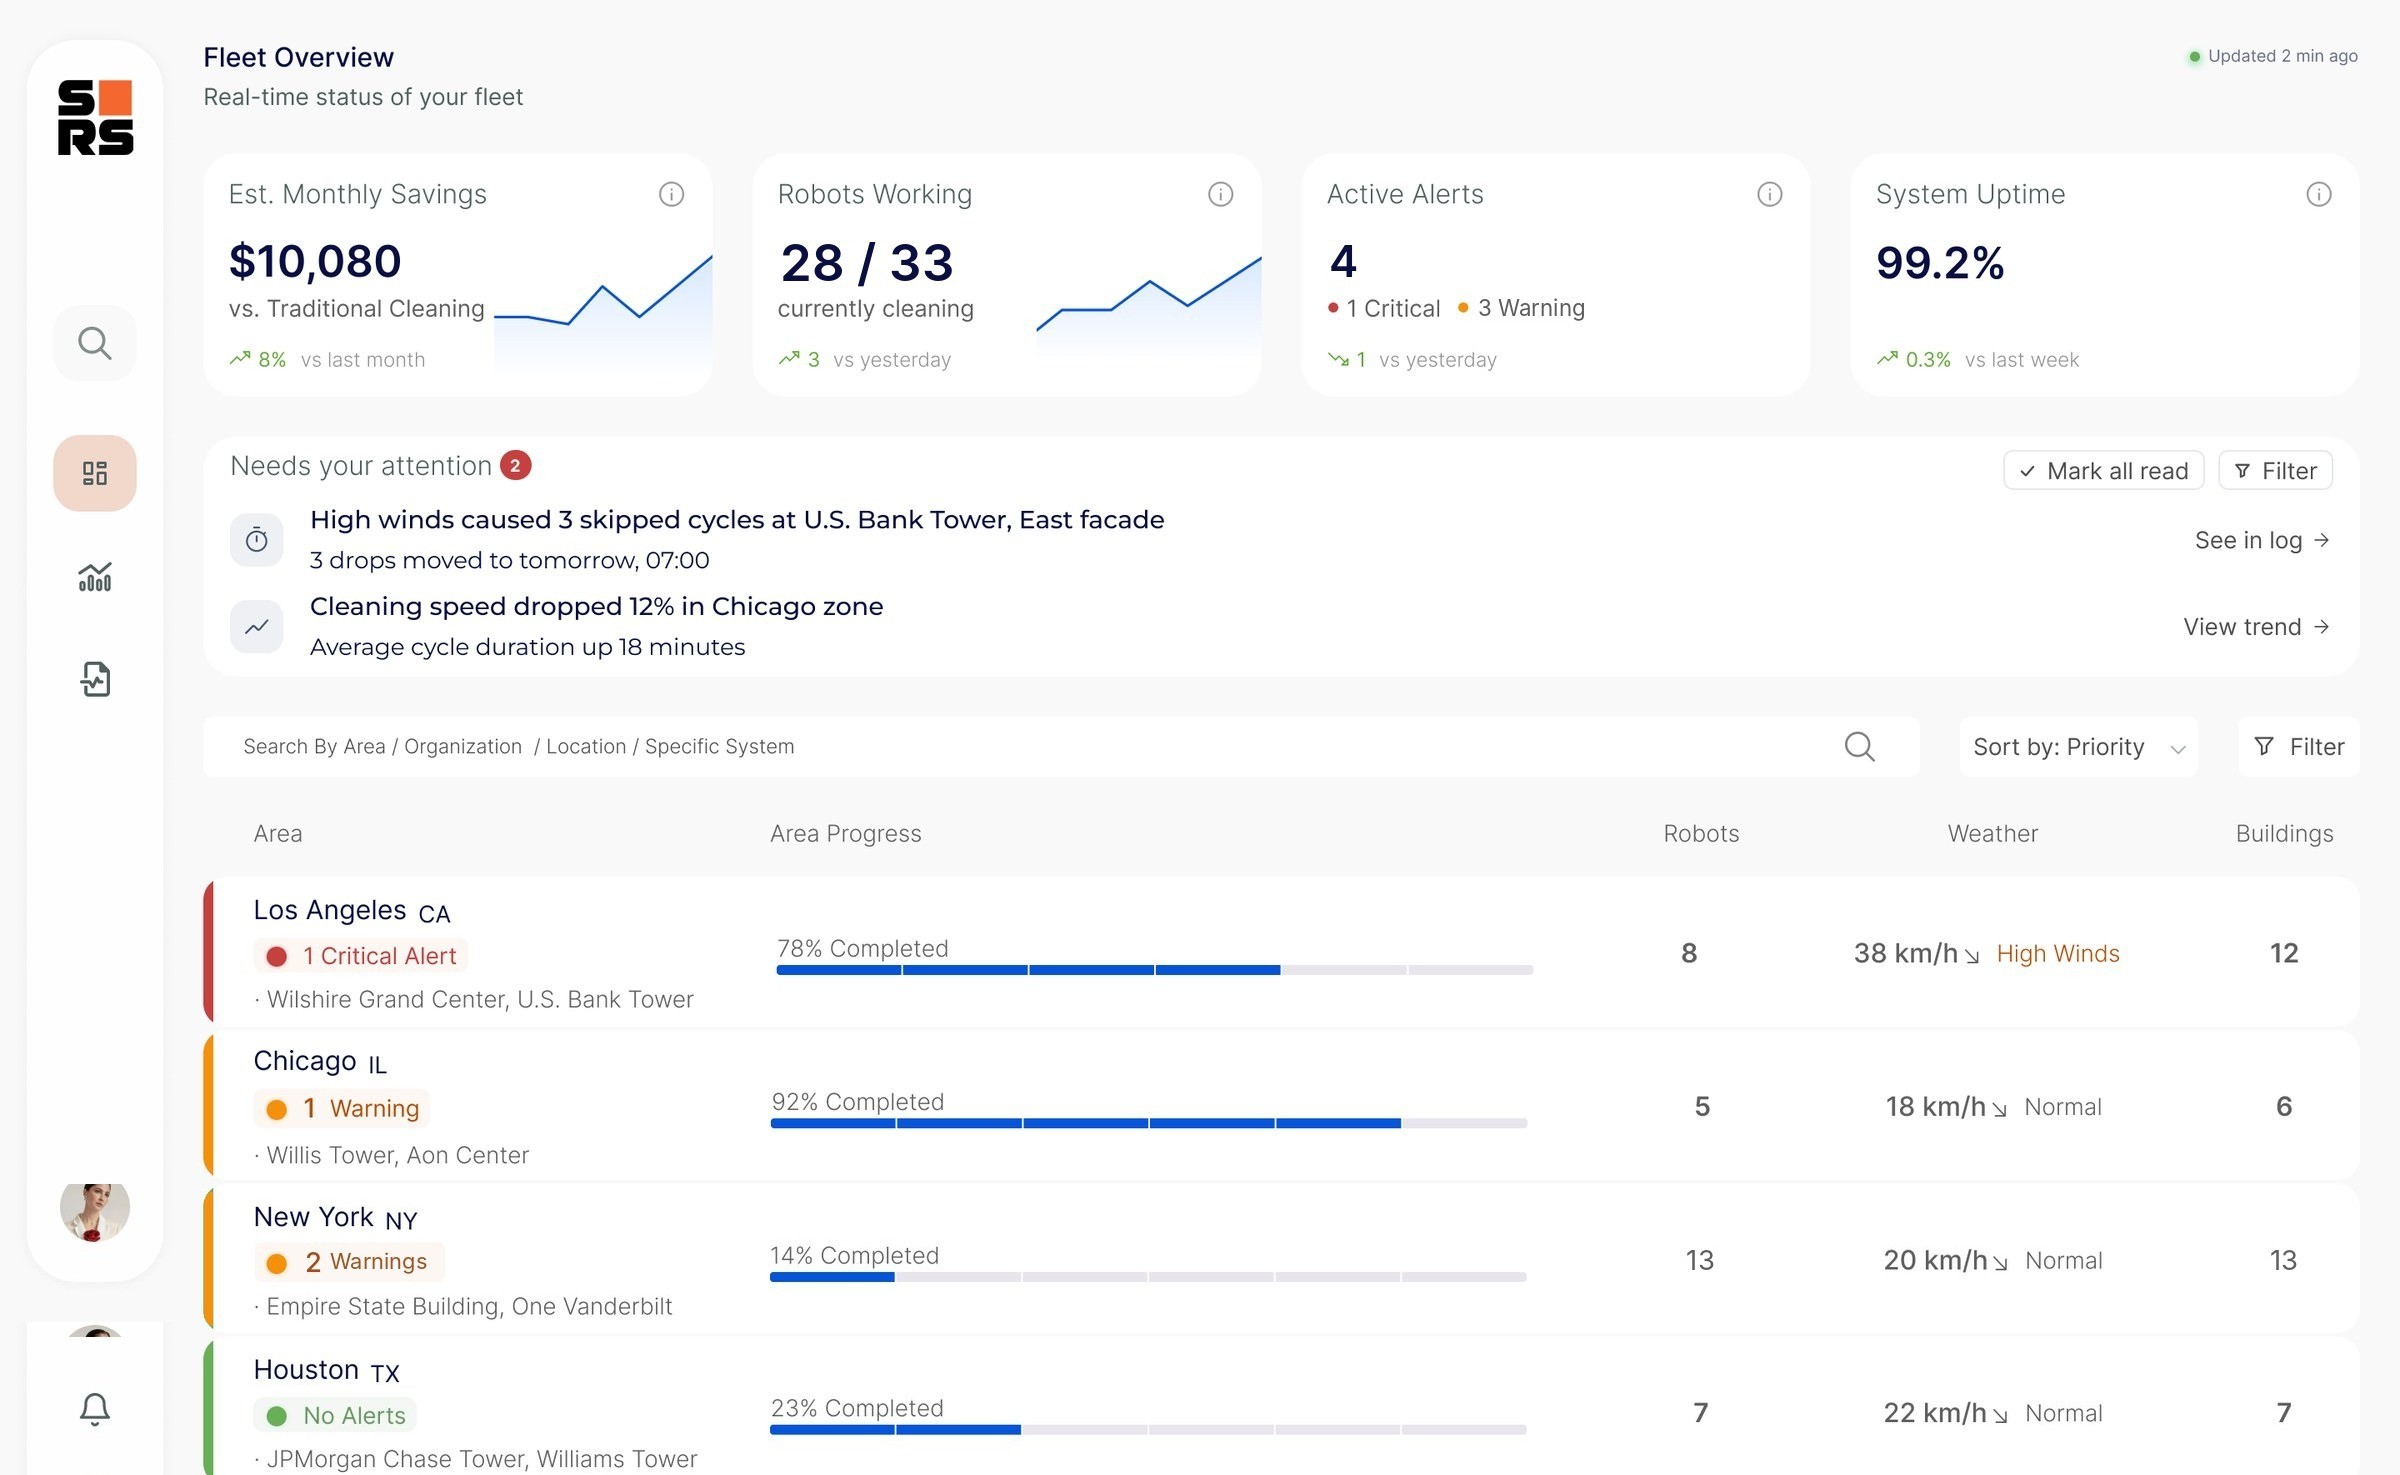 S
RS
Fleet Overview
Updated 2 min ago
Real-time status of your fleet
Est. Monthly Savings
$10,080
vs. Traditional Cleaning
8% vs last month
Robots Working
28 / 33
currently cleaning
3 vs yesterday
Active Alerts
4
1 Critical 3 Warning
1 vs yesterday
System Uptime
99.2%
0.3% vs last week
Needs your attention 2
Mark all read
Filter
High winds caused 3 skipped cycles at U.S. Bank Tower, East facade
3 drops moved to tomorrow, 07:00
See in log →
Cleaning speed dropped 12% in Chicago zone
Average cycle duration up 18 minutes
View trend →
Search By Area / Organization / Location / Specific System
Sort by: Priority
Filter
Area Area Progress Robots Weather Buildings
Los Angeles CA
1 Critical Alert
· Wilshire Grand Center, U.S. Bank Tower
78% Completed
8
38 km/h↘ High Winds
12
Chicago IL
1 Warning
· Willis Tower, Aon Center
92% Completed
5
18 km/h↘ Normal
6
New York NY
2 Warnings
· Empire State Building, One Vanderbilt
14% Completed
13
20 km/h↘ Normal
13
Houston TX
No Alerts
· JPMorgan Chase Tower, Williams Tower
23% Completed
7
22 km/h↘ Normal
7